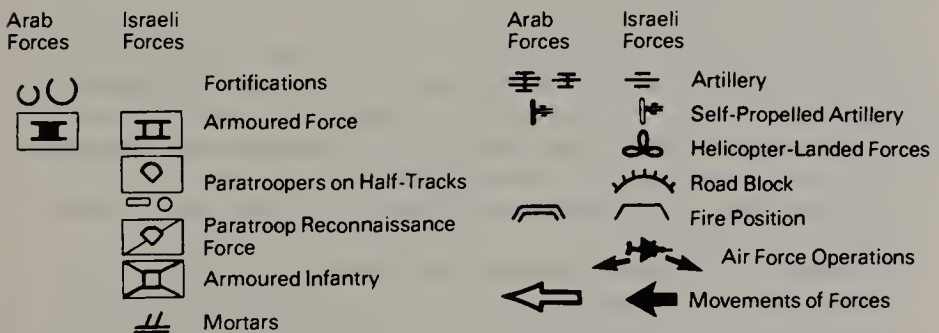 Arab
Forces
Israeli
Forces
Fortifications
Armoured Force
Paratroopers on Half-Tracks
Paratroop Reconnaissance
Force
Armoured Infantry
Mortars
Arab
Forces
Israeli
Forces
Artillery
Self-Propelled Artillery
Helicopter-Landed Forces
Road Block
Fire Position
Air Force Operations
Movements of Forces